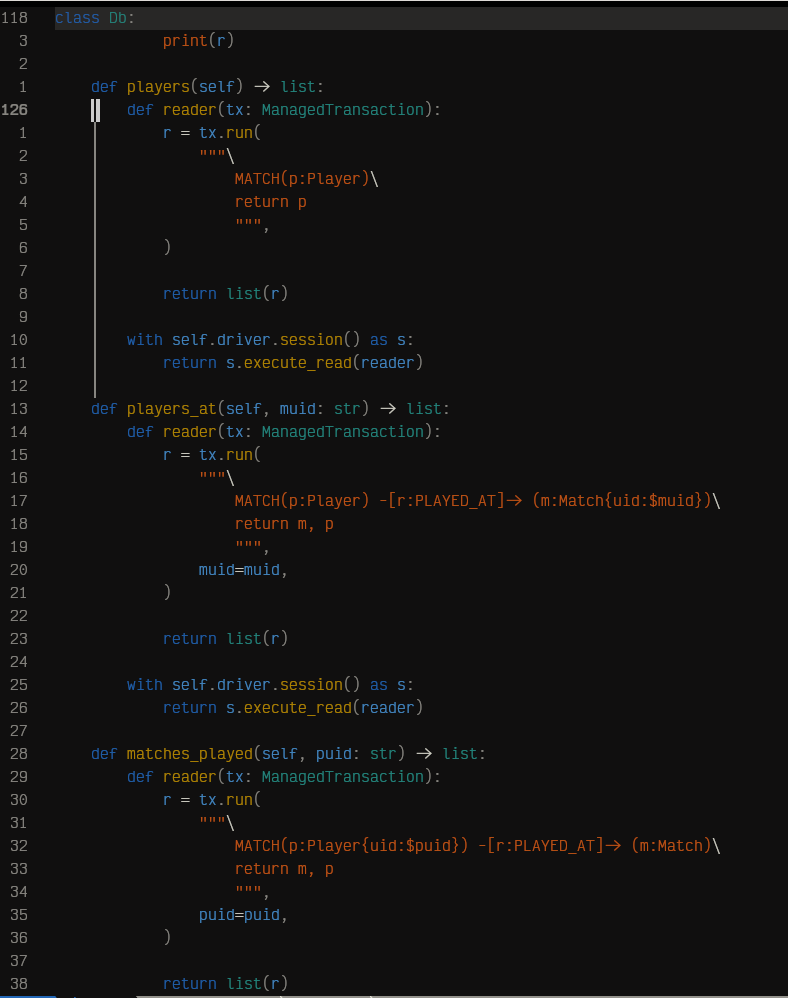 118 class Db:
3             print(r)
2
1     def players(self) -> list:
126         def reader(tx: ManagedTransaction):
1             r = tx.run(
2                 """\
3                     MATCH(p:Player)\
4                     return p
5                     """,
6             )
7
8             return list(r)
9
10         with self.driver.session() as s:
11             return s.execute_read(reader)
12
13     def players_at(self, muid: str) -> list:
14         def reader(tx: ManagedTransaction):
15             r = tx.run(
16                 """\
17                     MATCH(p:Player) -[r:PLAYED_AT]-> (m:Match{uid:$muid})\
18                     return m, p
19                     """,
20                 muid=muid,
21             )
22
23             return list(r)
24
25         with self.driver.session() as s:
26             return s.execute_read(reader)
27
28     def matches_played(self, puid: str) -> list:
29         def reader(tx: ManagedTransaction):
30             r = tx.run(
31                 """\
32                     MATCH(p:Player{uid:$puid}) -[r:PLAYED_AT]-> (m:Match)\
33                     return m, p
34                     """,
35                 puid=puid,
36             )
37
38             return list(r)